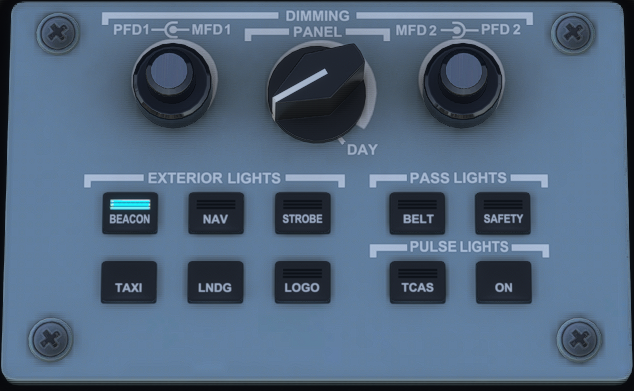 DIMMING
PFD1 MFD1
PANEL
MFD 2 PFD 2
DAY
EXTERIOR LIGHTS
PASS LIGHTS
BEACON
NAV
STROBE
BELT
SAFETY
PULSE LIGHTS
TAXI
LNDG
LOGO
TCAS
ON